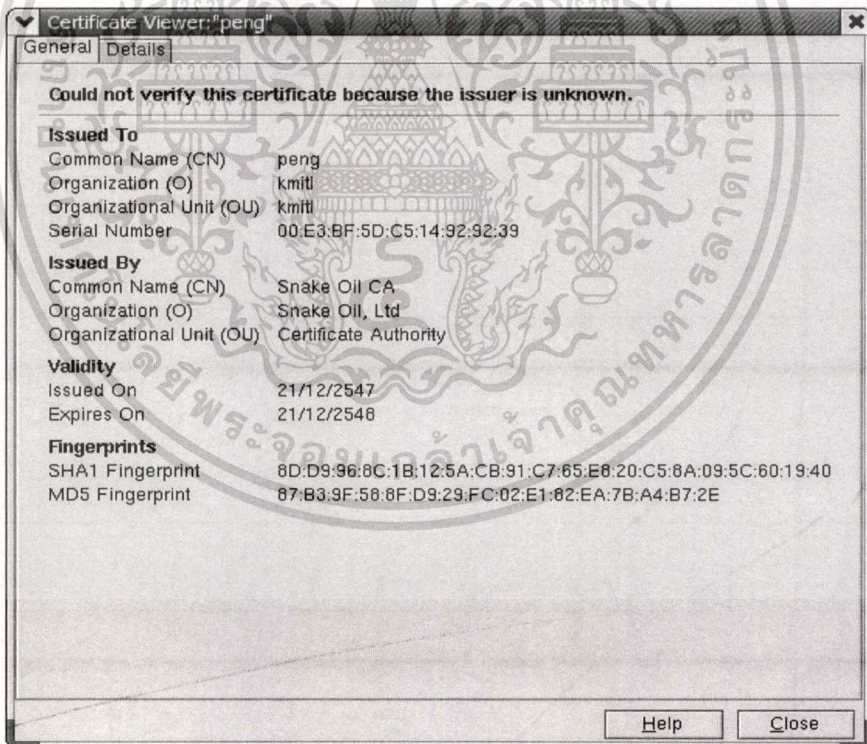 Certificate Viewer:"peng"
General
Details
Could not verify this certificate because the issuer is unknown.
Issued To
Common Name (CN) peng
Organization (O) kmitl
Organizational Unit (OU) kmitl
Serial Number 00:E3:BF:5D:C5:14:92:92:39
Issued By
Common Name (CN) Snake Oil CA
Organization (O) Snake Oil, Ltd
Organizational Unit (OU) Certificate Authority
Validity
Issued On 21/12/2547
Expires On 21/12/2548
Fingerprints
SHA1 Fingerprint 8D:D9:96:8C:1B:12:5A:CB:91:C7:65:E8:20:C5:8A:09:5C:60:19:40
MD5 Fingerprint 87:B3:9F:58:8F:D9:29:FC:02:E1:82:EA:7B:A4:B7:2E
Help
Close